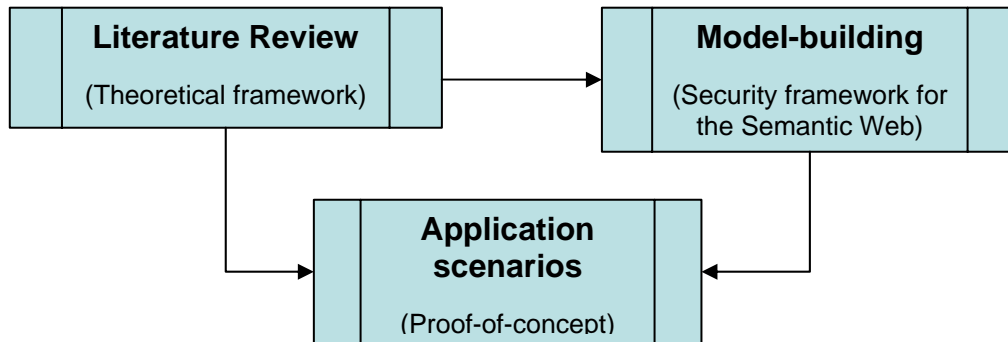 Literature Review
(Theoretical framework)
Model-building
(Security framework for
the Semantic Web)
Application
scenarios
(Proof-of-concept)